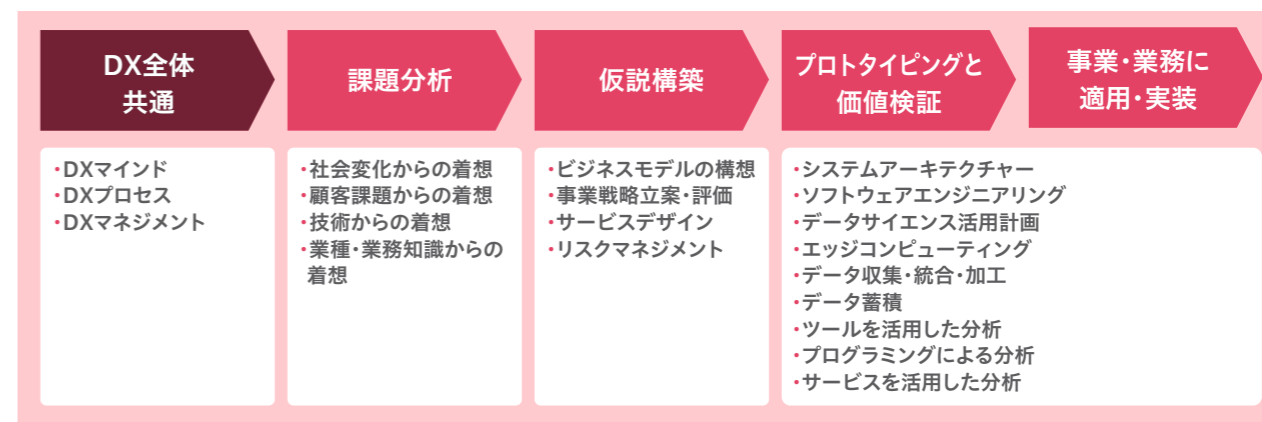 DX全体
共通
課題分析
仮説構築
プロトタイピングと
価値検証
事業・業務に
適用・実装
・DXマインド
・DXプロセス
・DXマネジメント
・社会変化からの着想
・顧客課題からの着想
・技術からの着想
・業種・業務知識からの
着想
・ビジネスモデルの構想
・事業戦略立案・評価
・サービスデザイン
・リスクマネジメント
・システムアーキテクチャー
・ソフトウェアエンジニアリング
・データサイエンス活用計画
・エッジコンピューティング
・データ収集・統合・加工
・データ蓄積
・ツールを活用した分析
・プログラミングによる分析
・サービスを活用した分析